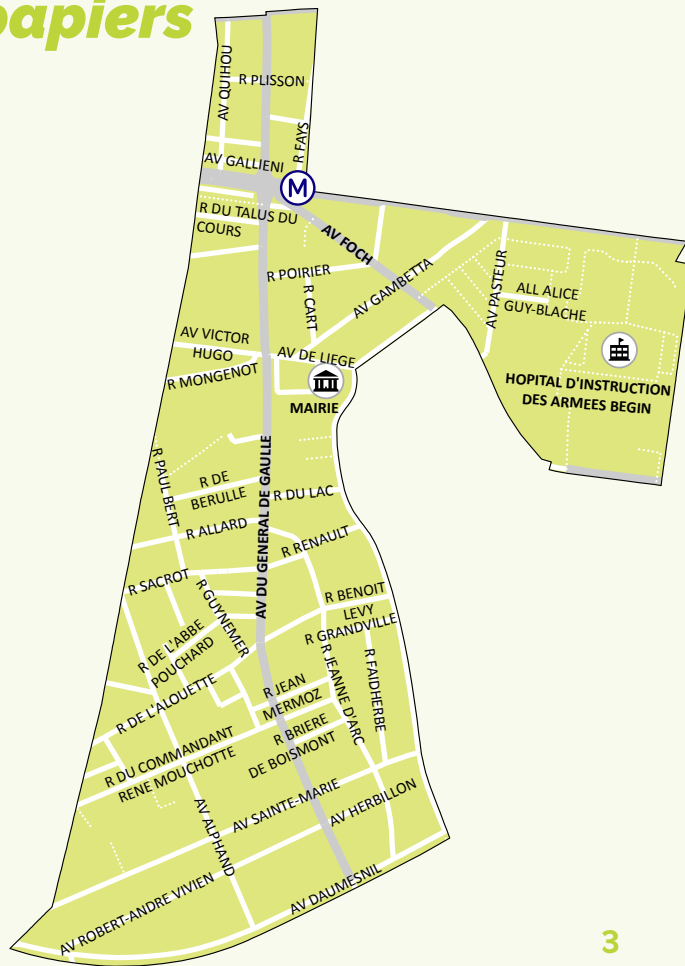 papiers
AV QUIHOU
R PLISSON
R FAYS
AV GALLIENI
M
R DU TALUS DU
COURS
AV FOCH
R POIRIER
R CART
AV GAMBETTA
AV PASTEUR
ALL ALICE
GUY-BLACHE
AV VICTOR
HUGO
AV DE LIEGE
R MONGENOT
MAIRIE
HOPITAL D'INSTRUCTION
DES ARMEES BEGIN
R PAUL BERT
R DE
BERULLE
AV DU GENERAL DE GAULLE
R DU LAC
R ALLARD
R RENAULT
R SACROT
R GUYNEMER
R BENOIT
LEVY
R GRANDVILLE
R DE L'ABBE
POUCHARD
R JEANNE D'ARC
R FAIDHERBE
R DE L'ALOUETTE
R JEAN
MERMOZ
R BRIERE
DE BOISMONT
R DU COMMANDANT
RENE MOUCHOTTE
AV SAINTE-MARIE
AV HERBILLON
AV ALPHAND
AV DAUMESNIL
AV ROBERT-ANDRE VIVIEN
3